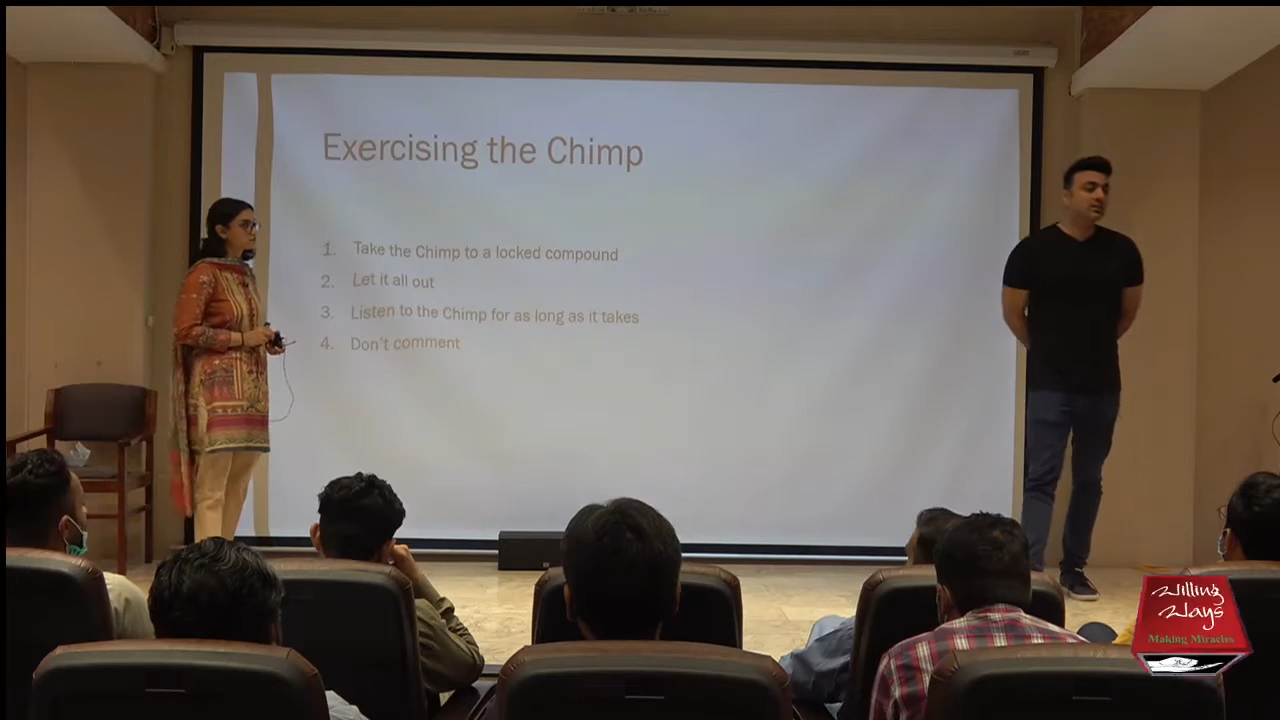 Exercising the Chimp
1. Take the Chimp to a locked compound
2. Let it all out
3. Listen to the Chimp for as long as it takes
4. Don't comment
Willing
Ways
Making Miracles